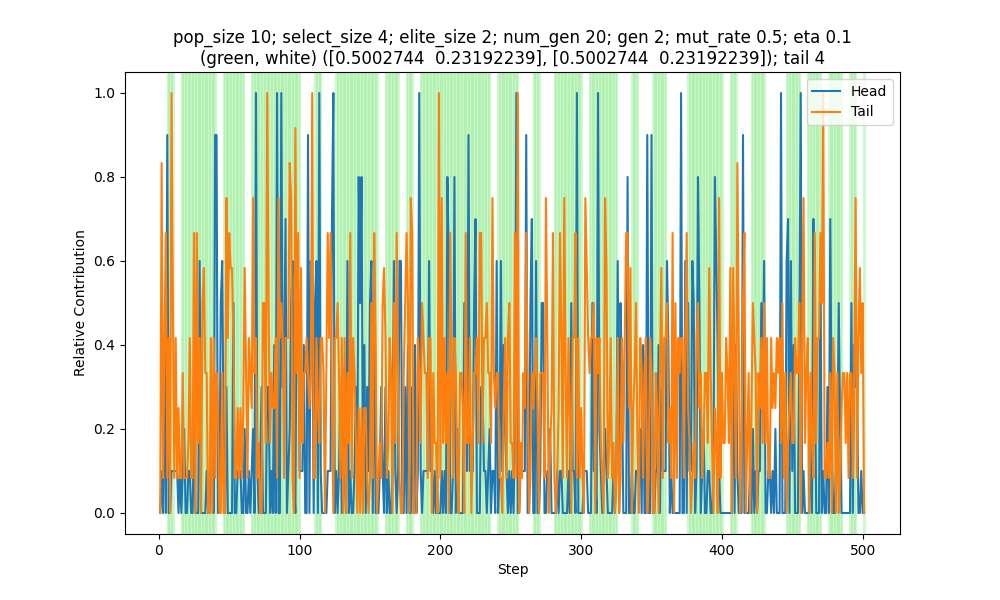 pop_size 10; select_size 4; elite_size 2; num_gen 20; gen 2; mut_rate 0.5; eta 0.1
(green, white) ([0.5002744  0.23192239], [0.5002744  0.23192239]); tail 4
Head
Tail
Relative Contribution
1.0
0.8
0.6
0.4
0.2
0.0
0
100
200
300
400
500
Step